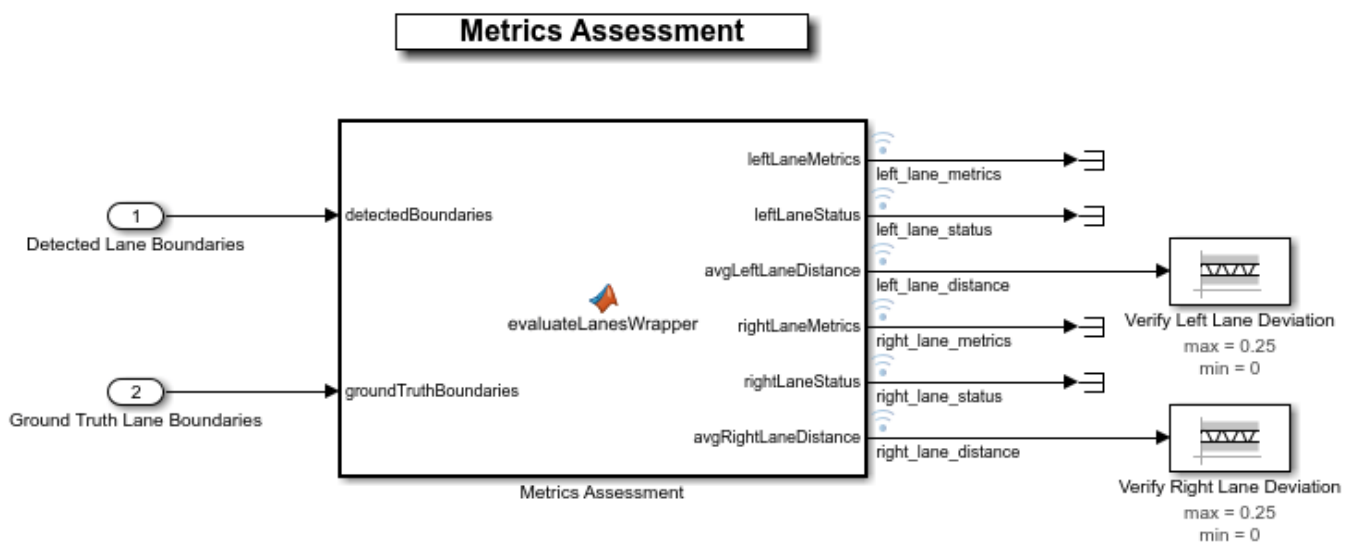 Metrics Assessment
1
Detected Lane Boundaries
2
Ground Truth Lane Boundaries
detectedBoundaries
groundTruthBoundaries
evaluateLanesWrapper
leftLaneMetrics
leftLaneStatus
avgLeftLaneDistance
rightLaneMetrics
rightLaneStatus
avgRightLaneDistance
Metrics Assessment
left_lane_metrics
left_lane_status
left_lane_distance
right_lane_metrics
right_lane_status
right_lane_distance
Verify Left Lane Deviation
max = 0.25
min = 0
Verify Right Lane Deviation
max = 0.25
min = 0